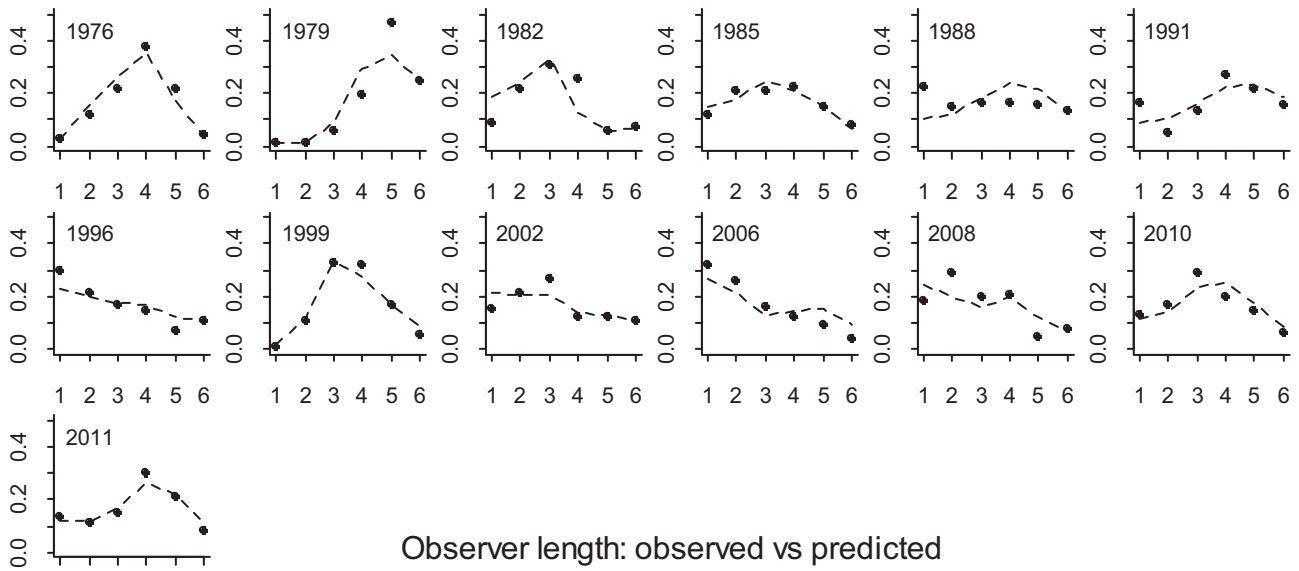 1976 1979 1982 1985 1988 1991
0.4 0.4 0.4 0.4 0.4 0.4
0.2 0.2 0.2 0.2 0.2 0.2
0.0 0.0 0.0 0.0 0.0 0.0
1 2 3 4 5 6 1 2 3 4 5 6 1 2 3 4 5 6 1 2 3 4 5 6 1 2 3 4 5 6 1 2 3 4 5 6
1996 1999 2002 2006 2008 2010
0.4 0.4 0.4 0.4 0.4 0.4
0.2 0.2 0.2 0.2 0.2 0.2
0.0 0.0 0.0 0.0 0.0 0.0
1 2 3 4 5 6 1 2 3 4 5 6 1 2 3 4 5 6 1 2 3 4 5 6 1 2 3 4 5 6 1 2 3 4 5 6
2011
0.4
0.2
0.0
Observer length: observed vs predicted